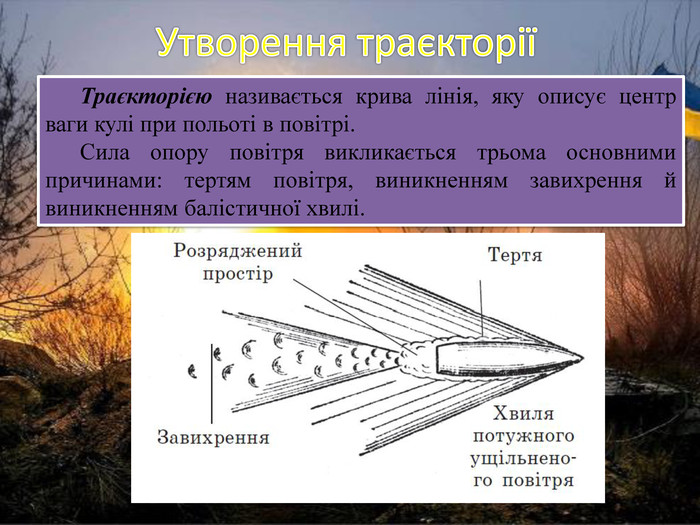 Утворення траєкторії
Траєкторією називається крива лінія, яку описує центр
ваги кулі при польоті в повітрі.
Сила опору повітря викликається трьома основними
причинами: тертям повітря, виникненням завихрення й
виникненням балістичної хвилі.
Розряджений
простір
Тертя
Завихрення
Хвиля
потужного
ущільнено-
го повітря